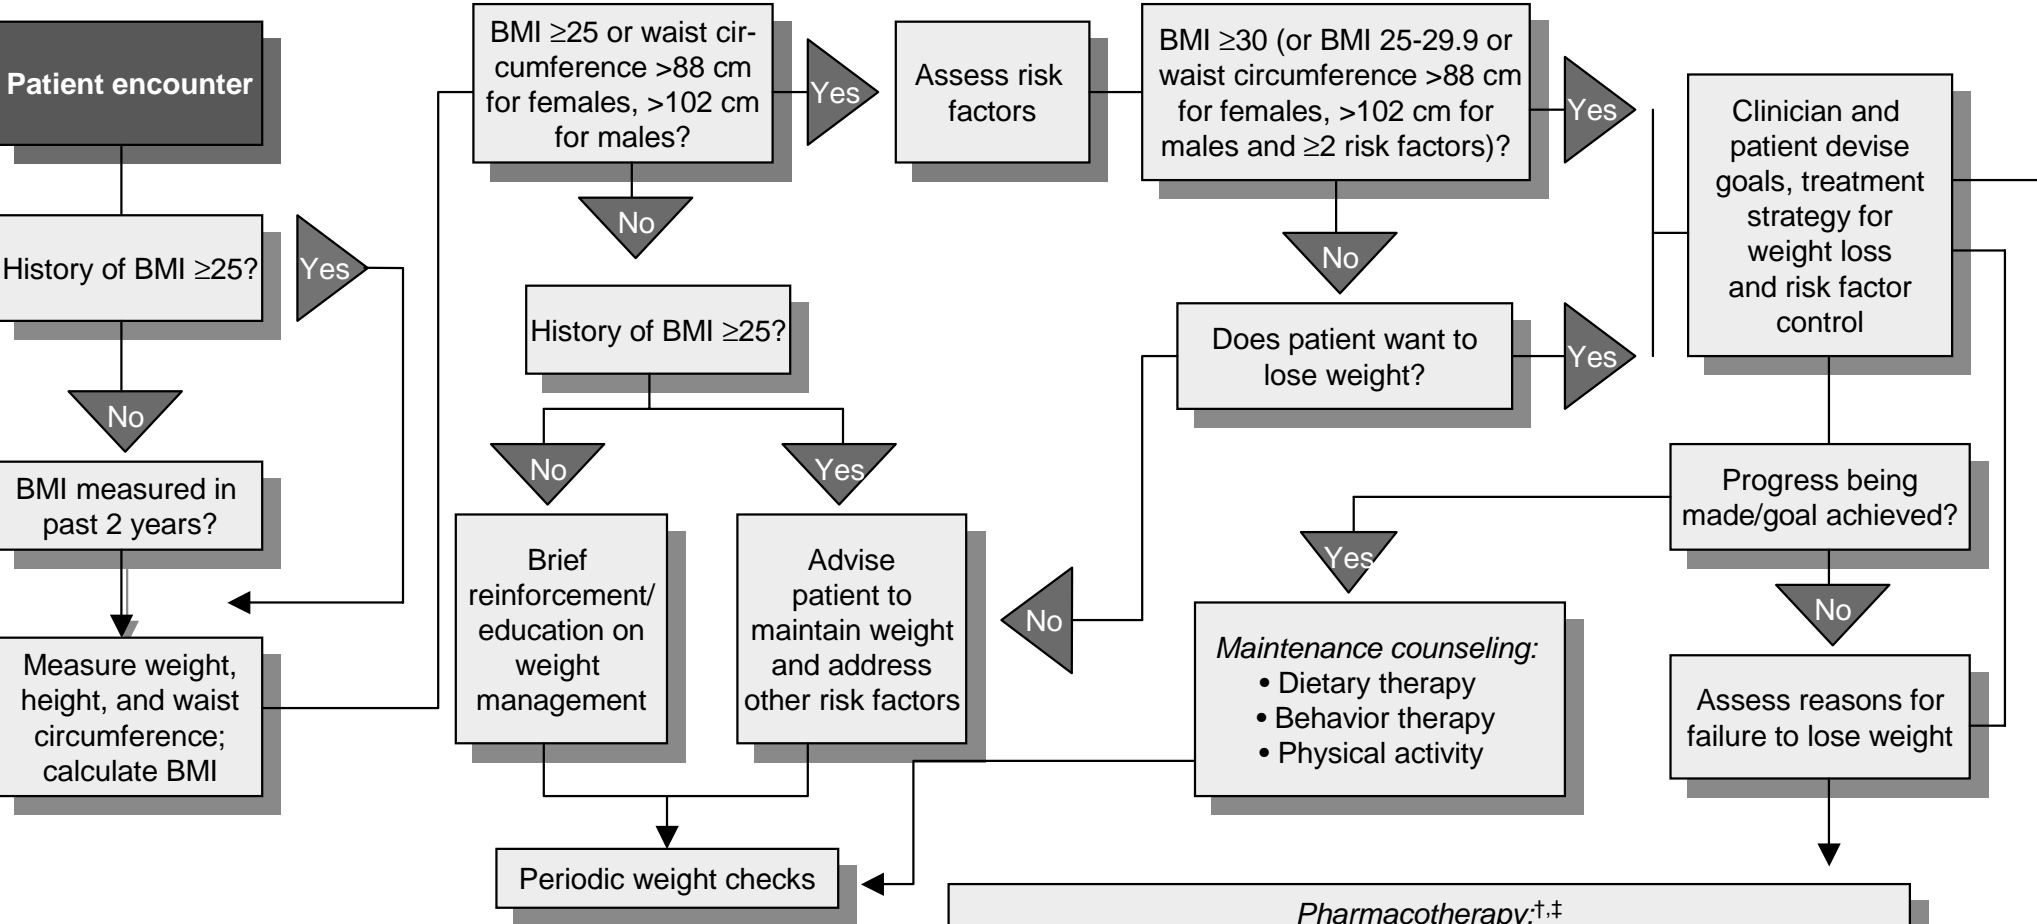 Patient encounter
History of BMI ≥25?
Yes
No
BMI measured in
past 2 years?
Measure weight,
height, and waist
circumference;
calculate BMI
BMI ≥25 or waist cir-
cumference >88 cm
for females, >102 cm
for males?
Yes
No
History of BMI ≥25?
No
Yes
Brief
reinforcement/
education on
weight
management
Advise
patient to
maintain weight
and address
other risk factors
Periodic weight checks
Assess risk
factors
BMI ≥30 (or BMI 25-29.9 or
waist circumference >88 cm
for females, >102 cm for
males and ≥2 risk factors)?
Yes
No
Does patient want to
lose weight?
Yes
No
Clinician and
patient devise
goals, treatment
strategy for
weight loss
and risk factor
control
Progress being
made/goal achieved?
Yes
No
Maintenance counseling:
• Dietary therapy
• Behavior therapy
• Physical activity
Assess reasons for
failure to lose weight
Pharmacotherapy:†,‡